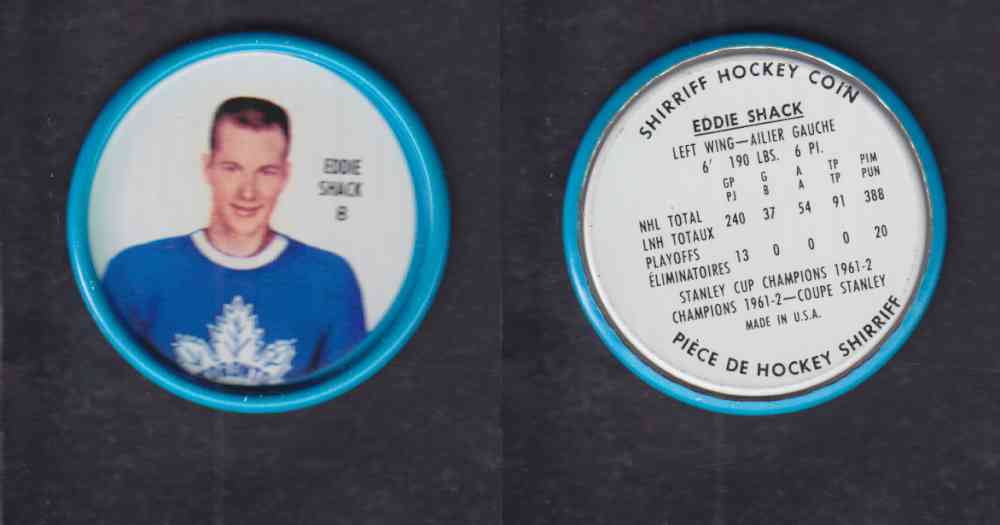 EDDIE
SHACK
8
TORONTO
SHIRRIFF HOCKEY COIN
EDDIE SHACK
LEFT WING—AILIER GAUCHE
6' 190 LBS. 6 PI.
GP G A TP PIM
PJ B A TP PUN
NHL TOTAL 240 37 54 91 388
LNH TOTAUX
PLAYOFFS 13 0 0 0 20
ÉLIMINATOIRES
STANLEY CUP CHAMPIONS 1961-2
CHAMPIONS 1961-2—COUPE STANLEY
MADE IN U.S.A.
PIÈCE DE HOCKEY SHIRRIFF